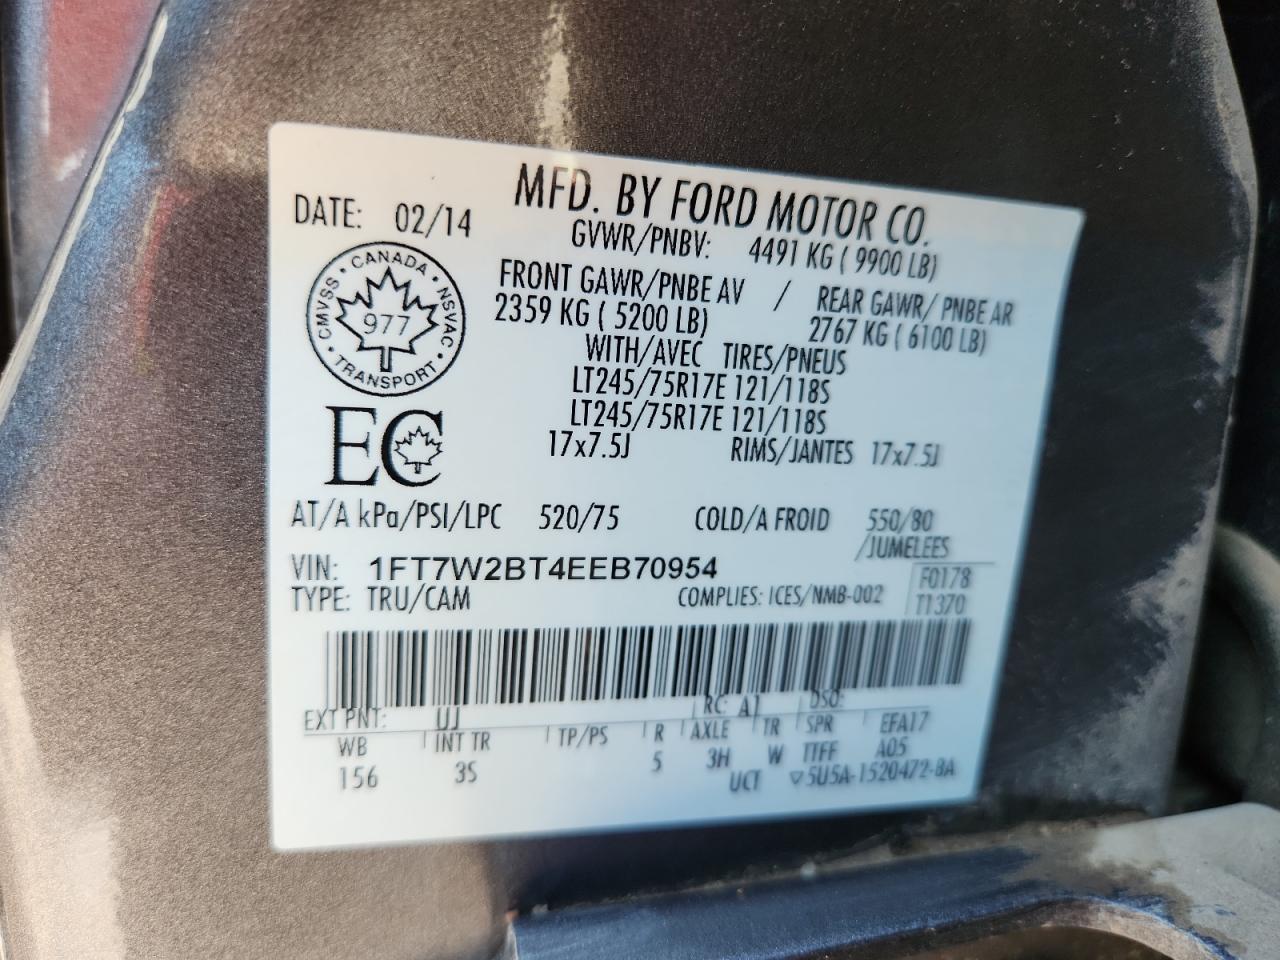 MFD. BY FORD MOTOR CO.
DATE: 02/14
GVWR/PNBV: 4491 KG ( 9900 LB)
FRONT GAWR/PNBE AV / REAR GAWR/ PNBE AR
2359 KG ( 5200 LB) 2767 KG ( 6100 LB)
WITH/AVEC TIRES/PNEUS
LT245/75R17E 121/118S
LT245/75R17E 121/118S
17x7.5J RIMS/JANTES 17x7.5J
CMVSS • CANADA • NSVAC • TRANSPORT •
977
EC
AT/A kPa/PSI/LPC 520/75 COLD/A FROID 550/80
/JUMELEES
VIN: 1FT7W2BT4EEB70954
F0178
TYPE: TRU/CAM COMPLIES: ICES/NMB-002
T1370
EXT PNT: UJ RC: A1 DSO:
WB INT TR TP/PS R AXLE TR SPR EFA17
156 3S 5 3H W TTFF A05
UCT ▽5U5A-1520472-BA